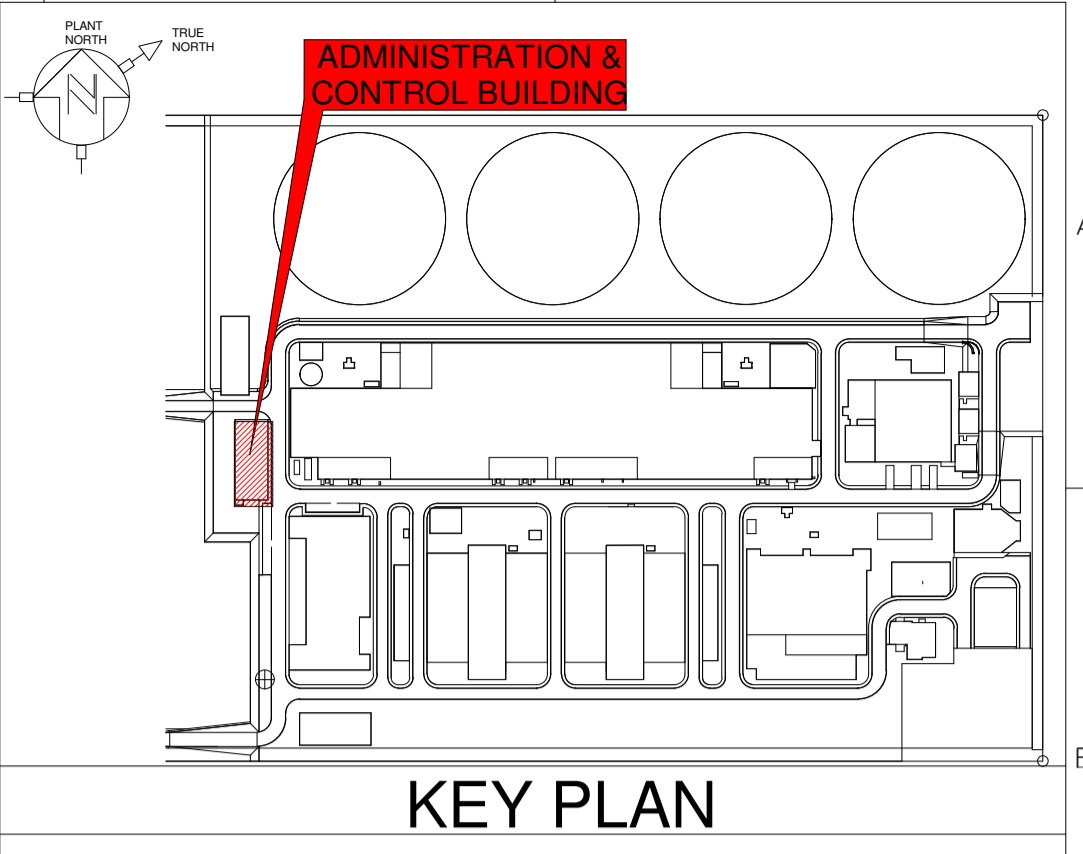 PLANT
NORTH
TRUE
NORTH
N
ADMINISTRATION &
CONTROL BUILDING
A
KEY PLAN